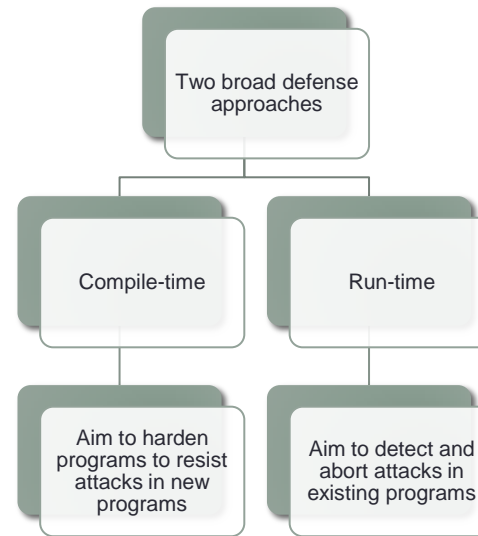 Two broad defense
approaches
Compile-time
Run-time
Aim to harden
programs to resist
attacks in new
programs
Aim to detect and
abort attacks in
existing programs